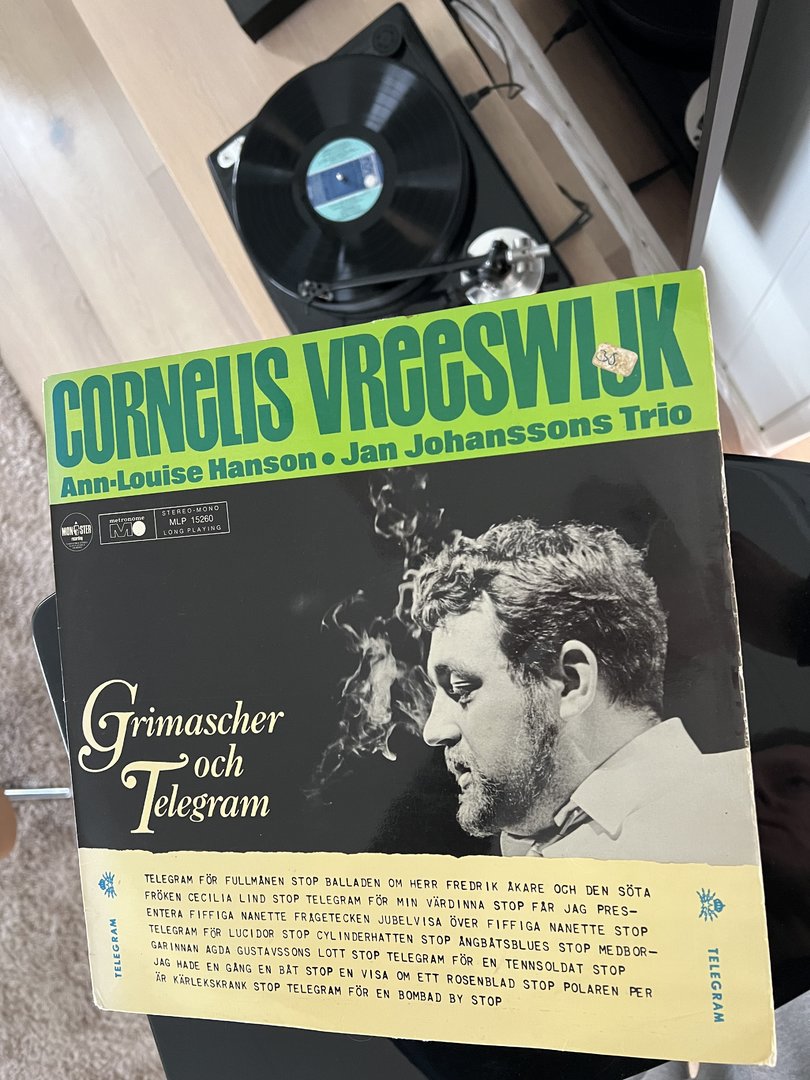 CORNELIS VREESWIJK
30
Ann-Louise Hanson • Jan Johanssons Trio
MONSTER
metronome
STEREO-MONO
MLP 15260
LONG PLAYING
Grimascher
och
Telegram
TELEGRAM FÖR FULLMÅNEN STOP BALLADEN OM HERR FREDRIK ÅKARE OCH DEN SÖTA
FRÖKEN CECILIA LIND STOP TELEGRAM FÖR MIN VÄRDINNA STOP FÅR JAG PRES-
ENTERA FIFFIGA NANETTE FRÅGETECKEN JUBELVISA ÖVER FIFFIGA NANETTE STOP
TELEGRAM FÖR LUCIDOR STOP CYLINDERHATTEN STOP ÅNGBÅTSBLUES STOP MEDBOR-
GARINNAN AGDA GUSTAVSSONS LOTT STOP TELEGRAM FÖR EN TENNSOLDAT STOP
JAG HADE EN GÅNG EN BÅT STOP EN VISA OM ETT ROSENBLAD STOP POLAREN PER
ÄR KÄRLEKSKRANK STOP TELEGRAM FÖR EN BOMBAD BY STOP
TELEGRAM
TELEGRAM